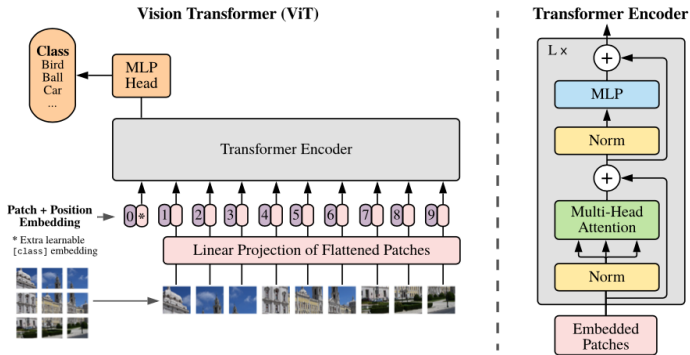 Vision Transformer (ViT)
Class
Bird
Ball
Car
...
MLP
Head
Transformer Encoder
Patch + Position
Embedding
0 * 1 2 3 4 5 6 7 8 9
* Extra learnable
[class] embedding
Linear Projection of Flattened Patches
Transformer Encoder
L ×
+
MLP
Norm
+
Multi-Head
Attention
Norm
Embedded
Patches